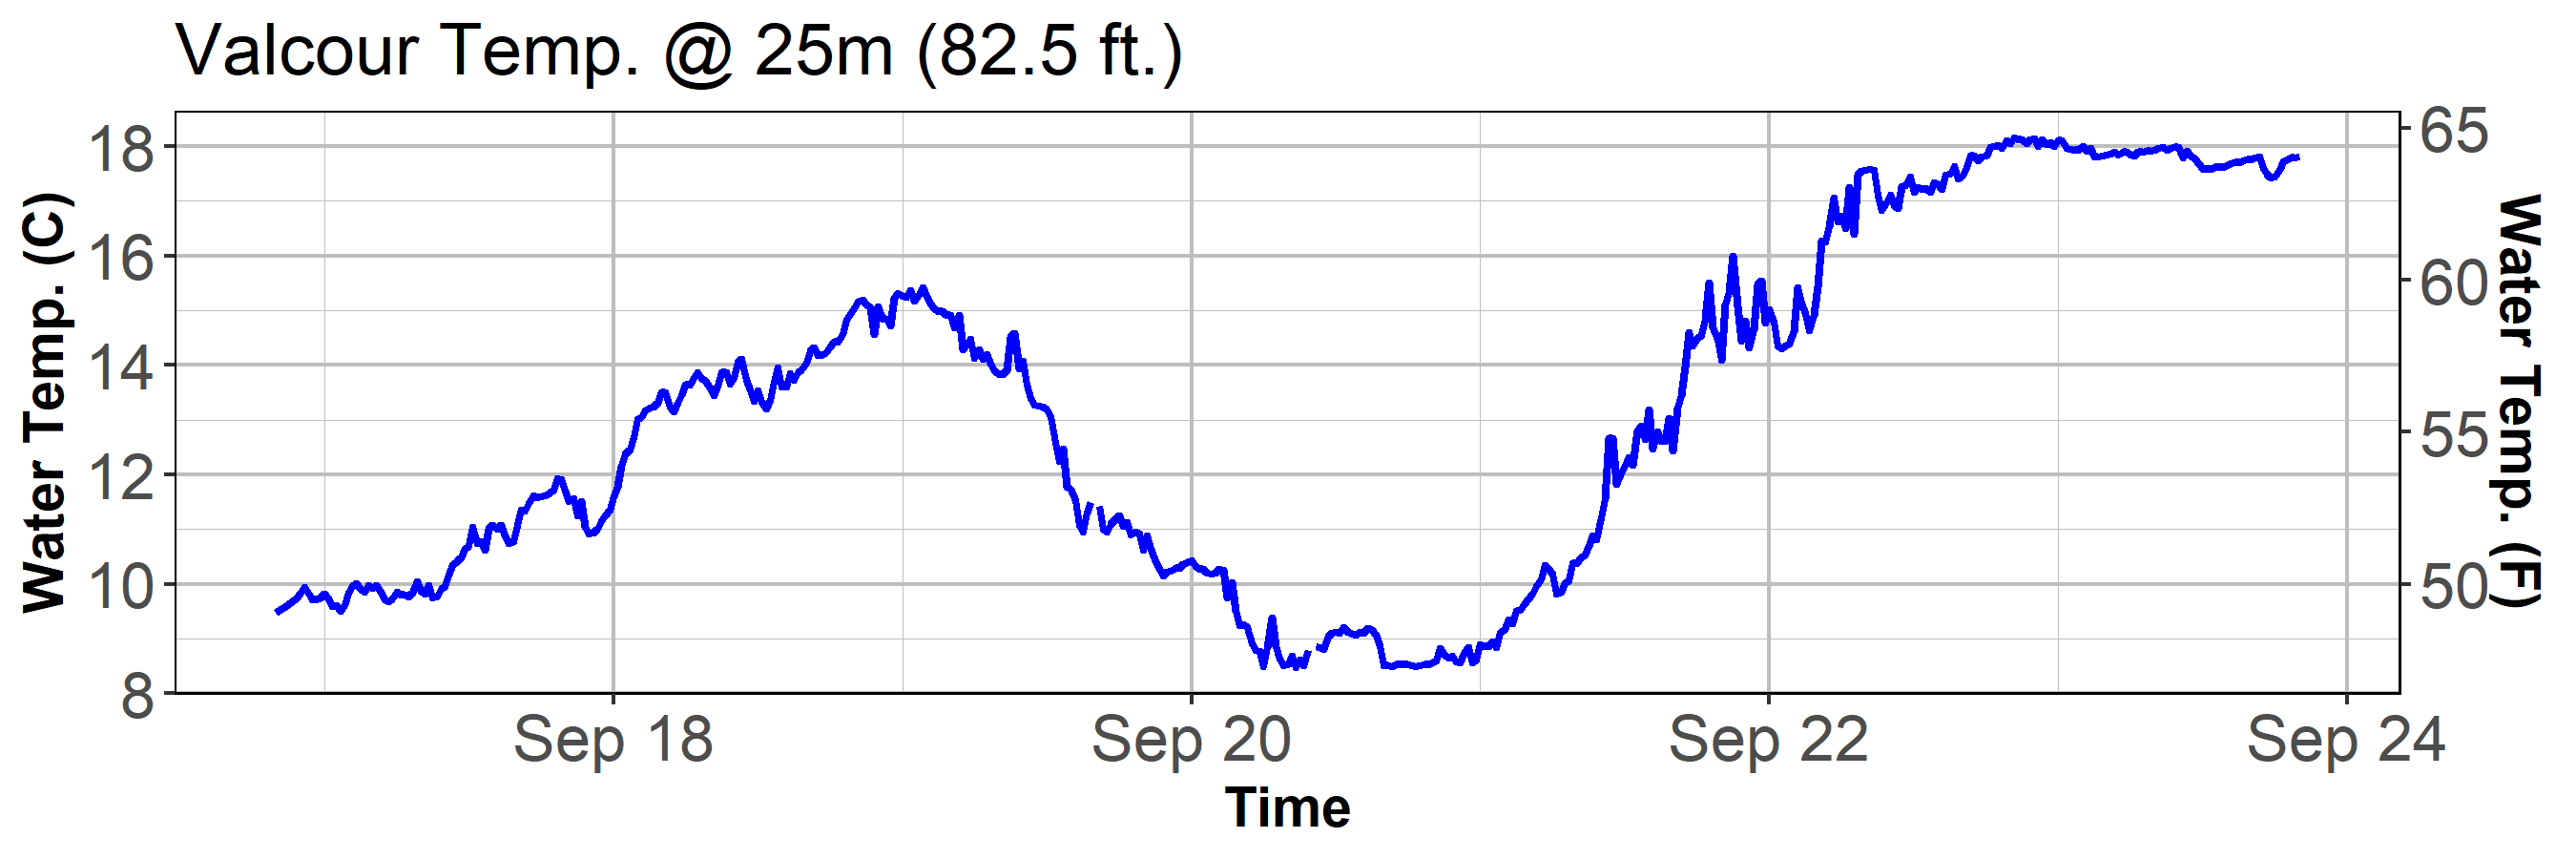 Valcour Temp. @ 25m (82.5 ft.)
Water Temp. (C)
18
16
14
12
10
8
65
60
55
50
Water Temp. (F)
Sep 18 Sep 20 Sep 22 Sep 24
Time